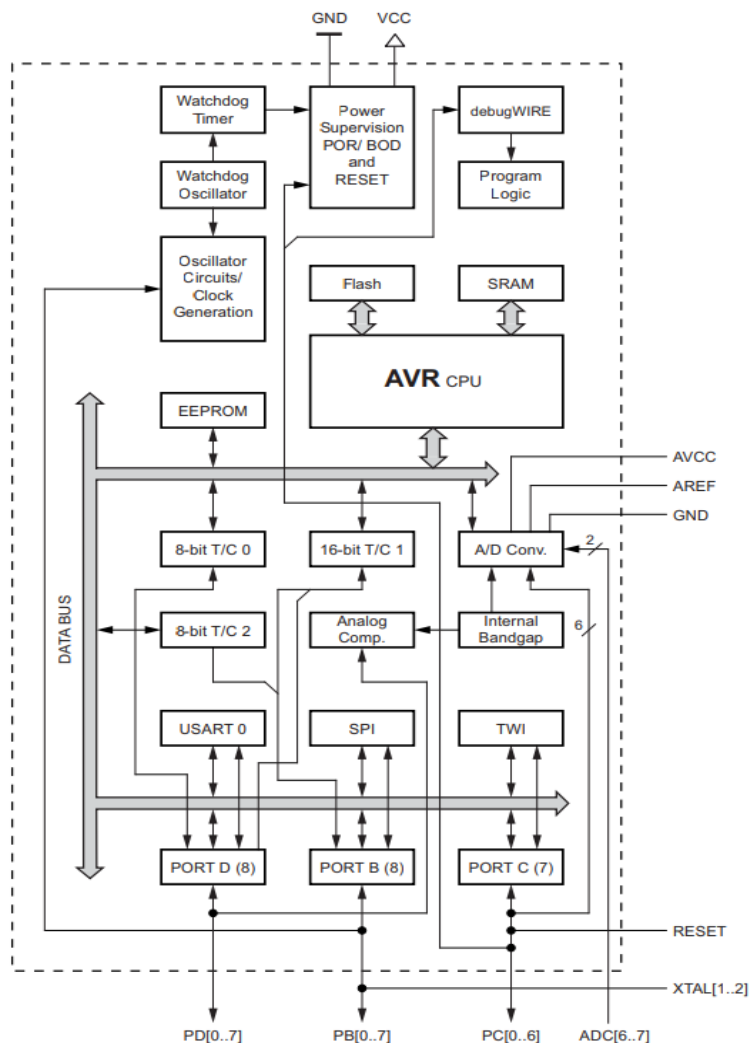 GND
VCC
Watchdog
Timer
Power
Supervision
POR/ BOD
and
RESET
debugWIRE
Watchdog
Oscillator
Program
Logic
Oscillator
Circuits/
Clock
Generation
Flash
SRAM
AVR CPU
EEPROM
AVCC
AREF
GND
8-bit T/C 0
16-bit T/C 1
A/D Conv.
2
DATA BUS
8-bit T/C 2
Analog
Comp.
Internal
Bandgap
6
USART 0
SPI
TWI
PORT D (8)
PORT B (8)
PORT C (7)
RESET
XTAL[1..2]
PD[0..7]
PB[0..7]
PC[0..6]
ADC[6..7]